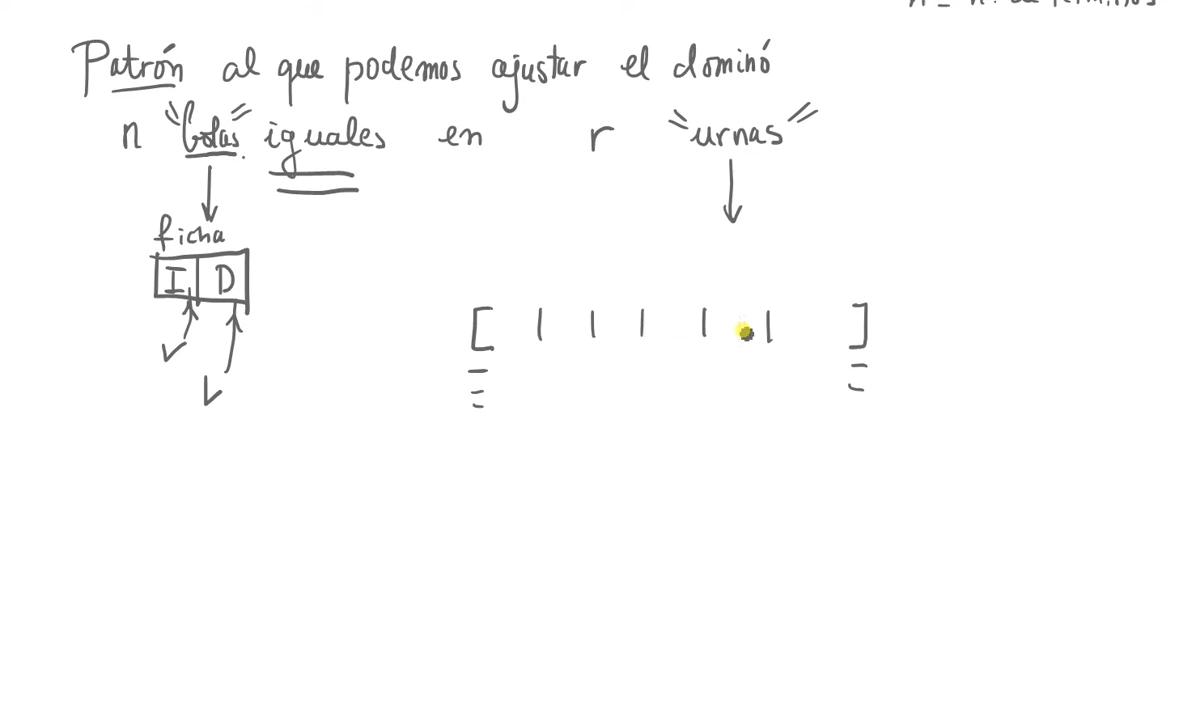 Patrón al que podemos ajustar el dominó
n "bolas" iguales en r "urnas"
ficha
I D
[ | | | | | ]